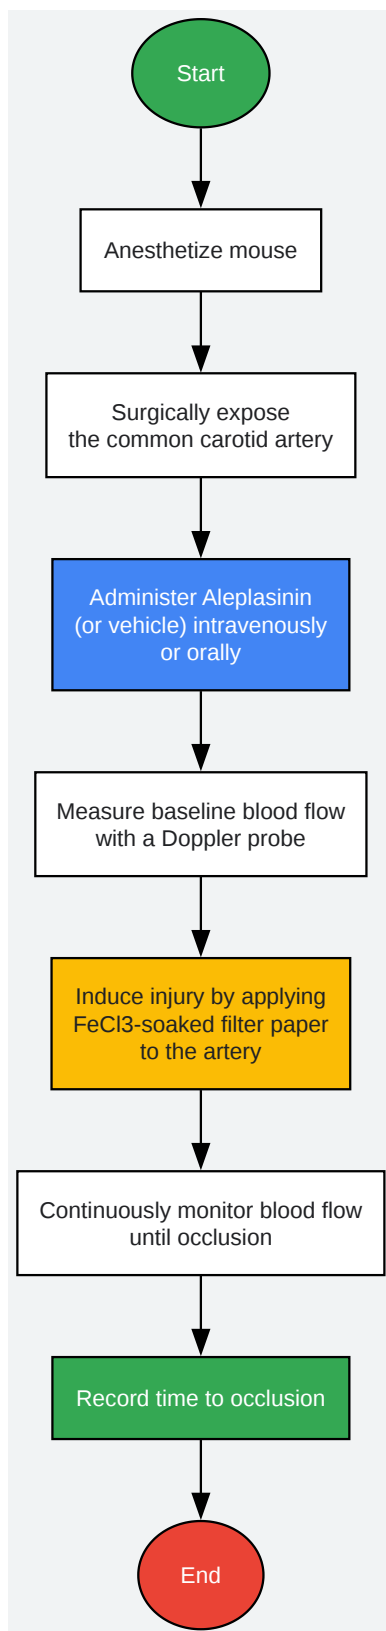 Start
Anesthetize mouse
Surgically expose
the common carotid artery
Administer Aleplasinin
(or vehicle) intravenously
or orally
Measure baseline blood flow
with a Doppler probe
Induce injury by applying
FeCl3-soaked filter paper
to the artery
Continuously monitor blood flow
until occlusion
Record time to occlusion
End